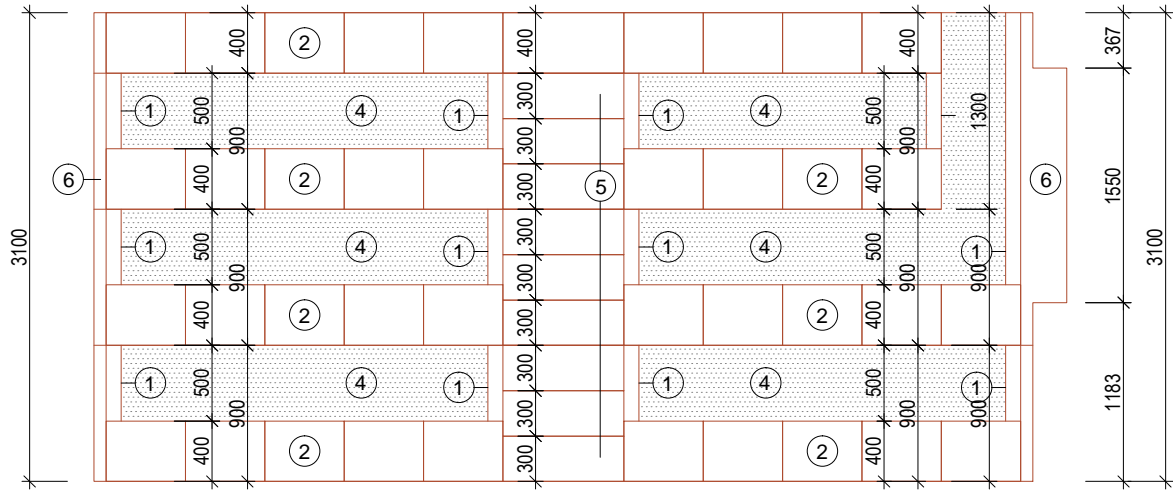 400 2 400 400 367
500 1 4 1 300 1 4 500 1300
900 300 900
6 400 2 300 5 2 400 6 1550
3100 500 1 4 1 300 1 4 500 1 3100
900 300 900 900
400 2 300 2 400
500 1 4 1 300 1 4 500 1 1183
900 300 900 900
400 2 300 2 400